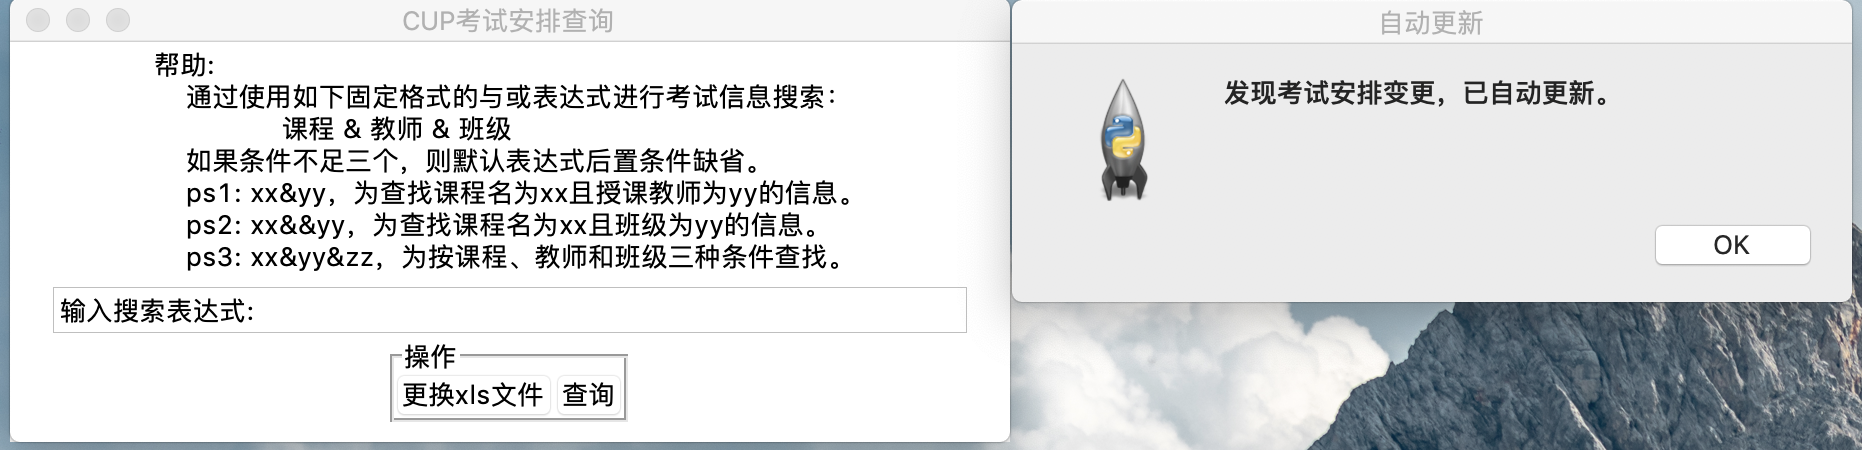 CUP考试安排查询
帮助:
通过使用如下固定格式的与或表达式进行考试信息搜索：
课程 & 教师 & 班级
如果条件不足三个，则默认表达式后置条件缺省。
ps1: xx&yy，为查找课程名为xx且授课教师为yy的信息。
ps2: xx&&yy，为查找课程名为xx且班级为yy的信息。
ps3: xx&yy&zz，为按课程、教师和班级三种条件查找。
输入搜索表达式:
操作
更换xls文件 查询
自动更新
发现考试安排变更，已自动更新。
OK